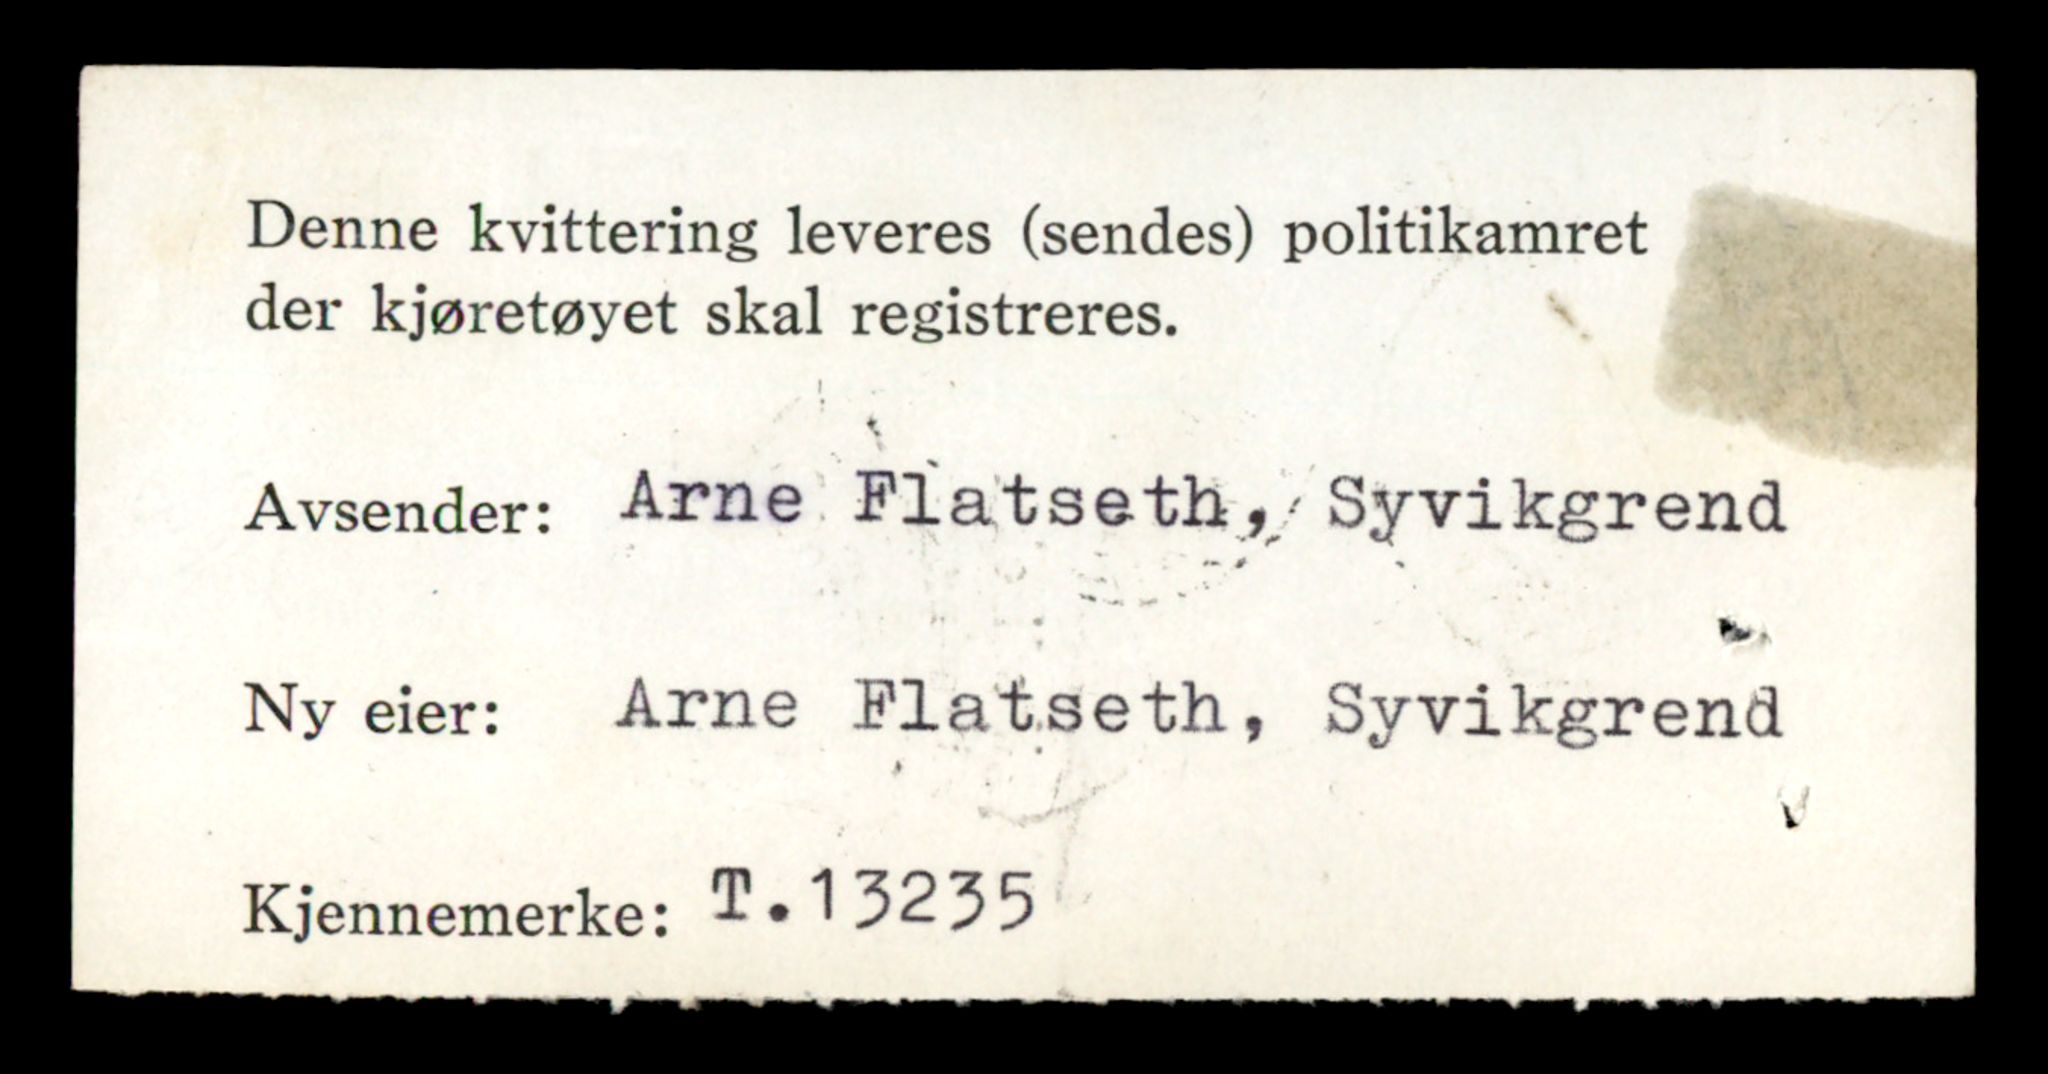 Denne kvittering leveres (sendes) politikamret
der kjøretøyet skal registreres.
Avsender: Arne Flatseth, Syvikgrend
Ny eier: Arne Flatseth, Syvikgrend
Kjennemerke: T.13235